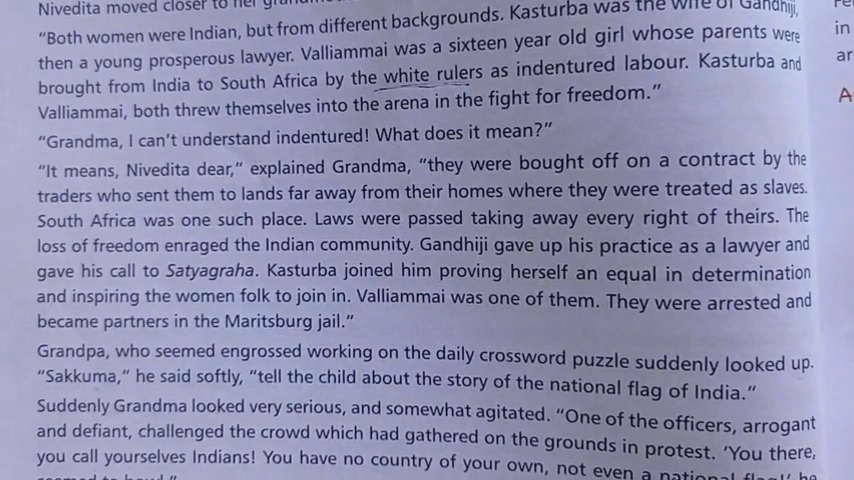 Nivedita moved closer to her
"Both women were Indian, but from different backgrounds. Kasturba was the wife of Gandhiji,
then a young prosperous lawyer. Valliammai was a sixteen year old girl whose parents were
brought from India to South Africa by the white rulers as indentured labour. Kasturba and
Valliammai, both threw themselves into the arena in the fight for freedom."
"Grandma, I can't understand indentured! What does it mean?"
"It means, Nivedita dear," explained Grandma, "they were bought off on a contract by the
traders who sent them to lands far away from their homes where they were treated as slaves.
South Africa was one such place. Laws were passed taking away every right of theirs. The
loss of freedom enraged the Indian community. Gandhiji gave up his practice as a lawyer and
gave his call to Satyagraha. Kasturba joined him proving herself an equal in determination
and inspiring the women folk to join in. Valliammai was one of them. They were arrested and
became partners in the Maritsburg jail."
Grandpa, who seemed engrossed working on the daily crossword puzzle suddenly looked up.
"Sakkuma," he said softly, "tell the child about the story of the national flag of India."
Suddenly Grandma looked very serious, and somewhat agitated. "One of the officers, arrogant
and defiant, challenged the crowd which had gathered on the grounds in protest. 'You there,
you call yourselves Indians! You have no country of your own, not even a national flag!' he
in